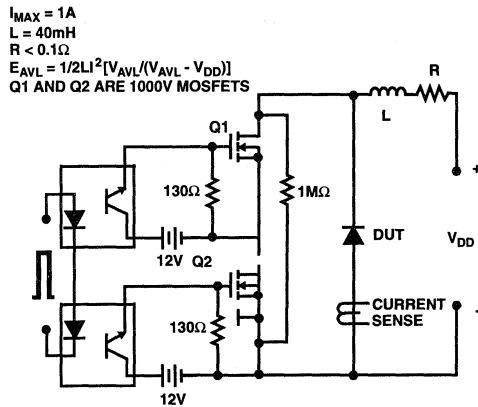 IMAX = 1A
L = 40mH
R < 0.1Ω
EAVL = 1/2LI² [VAVL/(VAVL - VDD)]
Q1 AND Q2 ARE 1000V MOSFETS
Q1
L
R
+
130Ω
1MΩ
VDD
DUT
12V
Q2
130Ω
CURRENT
SENSE
-
12V